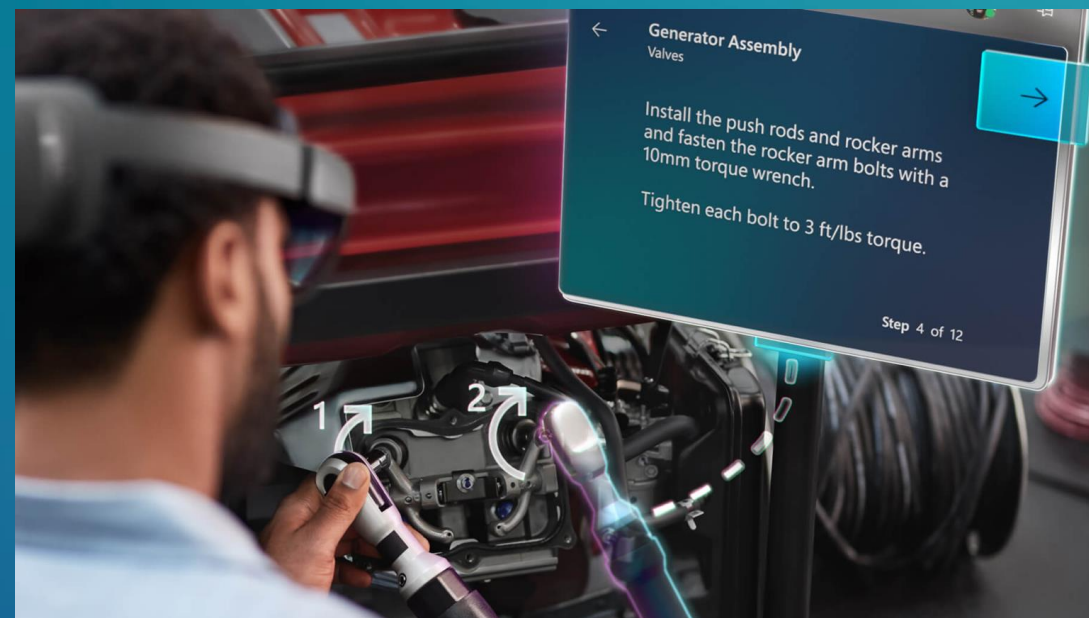 Generator Assembly
Valves
Install the push rods and rocker arms
and fasten the rocker arm bolts with a
10mm torque wrench.
Tighten each bolt to 3 ft/lbs torque.
Step 4 of 12
1
2